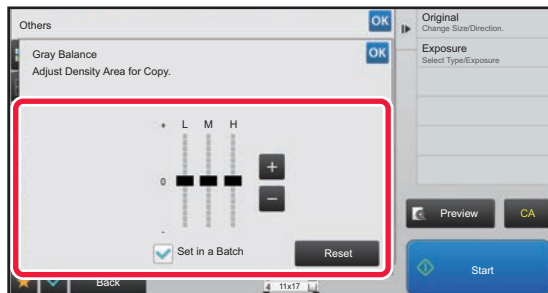 Others
OK
Gray Balance
OK
Adjust Density Area for Copy.
+ L M H
+
0
−
-
Set in a Batch
Reset
Back
11x17
Original
Change Size/Direction.
Exposure
Select Type/Exposure
Preview
CA
Start